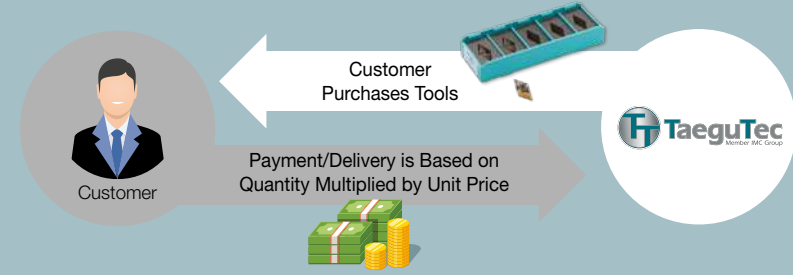 Customer
Purchases Tools
TaeguTec
Member IMC Group
Payment/Delivery is Based on
Quantity Multiplied by Unit Price
Customer